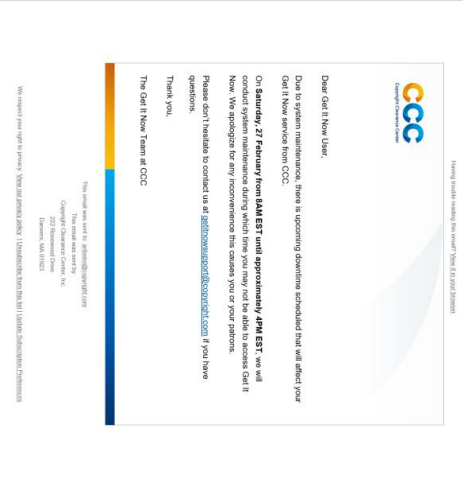 Having trouble reading this email? View it in your browser
CCC
Copyright Clearance Center
Dear Get It Now User,
Due to system maintenance, there is upcoming downtime scheduled that will affect your
Get It Now service from CCC.
On Saturday, 27 February from 8AM EST until approximately 4PM EST, we will
conduct system maintenance during which time you may not be able to access Get It
Now. We apologize for any inconvenience this causes you or your patrons.
Please don't hesitate to contact us at getitnowsupport@copyright.com if you have
questions.
Thank you,
The Get It Now Team at CCC
This email was sent to: @copyright.com
This email was sent by
Copyright Clearance Center, Inc.
222 Rosewood Drive
Danvers, MA 01923
We respect your right to privacy. View our privacy policy | Unsubscribe from this list | Update Subscription Preferences